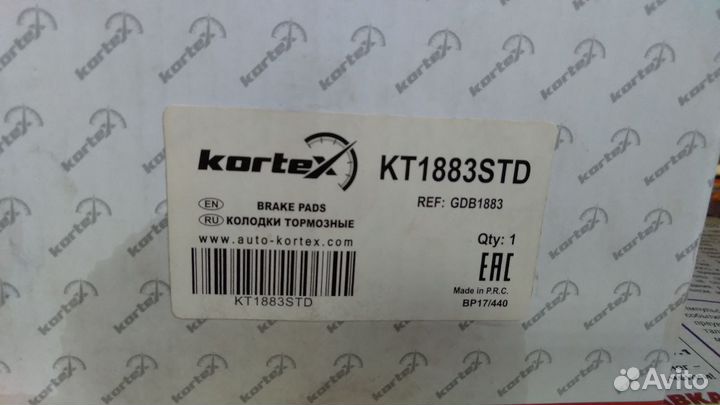 kortex
KT1883STD
REF: GDB1883
EN BRAKE PADS
RU КОЛОДКИ ТОРМОЗНЫЕ
www.auto-kortex.com
KT1883STD
Qty: 1
EAC
Made in P.R.C.
BP17/440
Avito